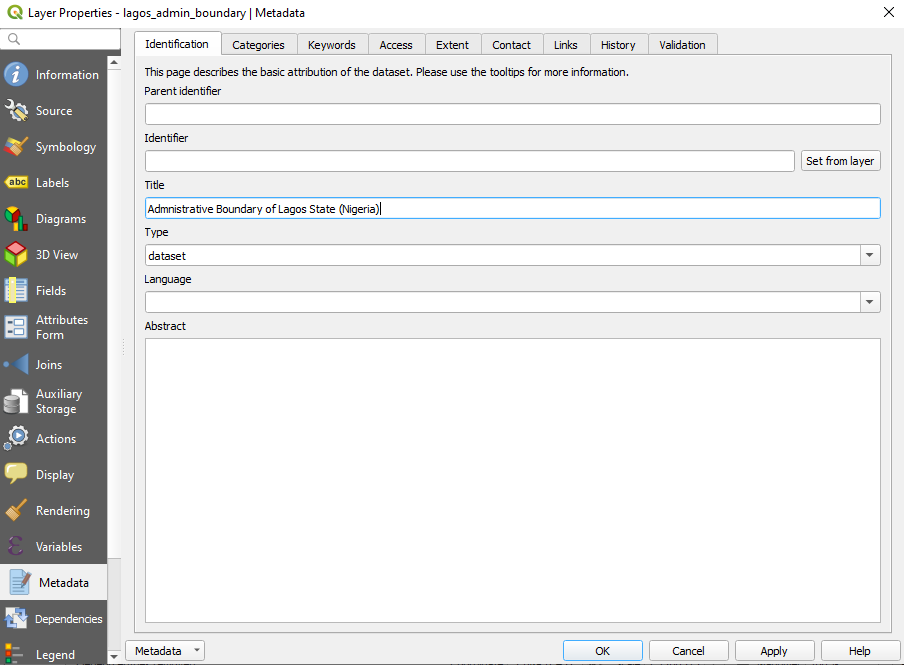 Layer Properties - lagos_admin_boundary | Metadata
Information
Source
Symbology
abc
Labels
Diagrams
3D View
Fields
Attributes
Form
Joins
Auxiliary
Storage
Actions
Display
Rendering
Variables
Metadata
Dependencies
Legend
Identification Categories Keywords Access Extent Contact Links History Validation
This page describes the basic attribution of the dataset. Please use the tooltips for more information.
Parent identifier
Identifier
Set from layer
Title
Admnistrative Boundary of Lagos State (Nigeria)
Type
dataset
Language
Abstract
Metadata OK Cancel Apply Help